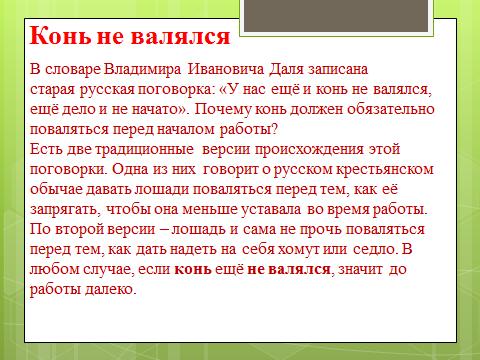 Конь не валялся
В словаре Владимира Ивановича Даля записана
старая русская поговорка: «У нас ещё и конь не валялся,
ещё дело и не начато». Почему конь должен обязательно
поваляться перед началом работы?
Есть две традиционные версии происхождения этой
поговорки. Одна из них говорит о русском крестьянском
обычае давать лошади поваляться перед тем, как её
запрягать, чтобы она меньше уставала во время работы.
По второй версии – лошадь и сама не прочь поваляться
перед тем, как дать надеть на себя хомут или седло. В
любом случае, если конь ещё не валялся, значит до
работы далеко.